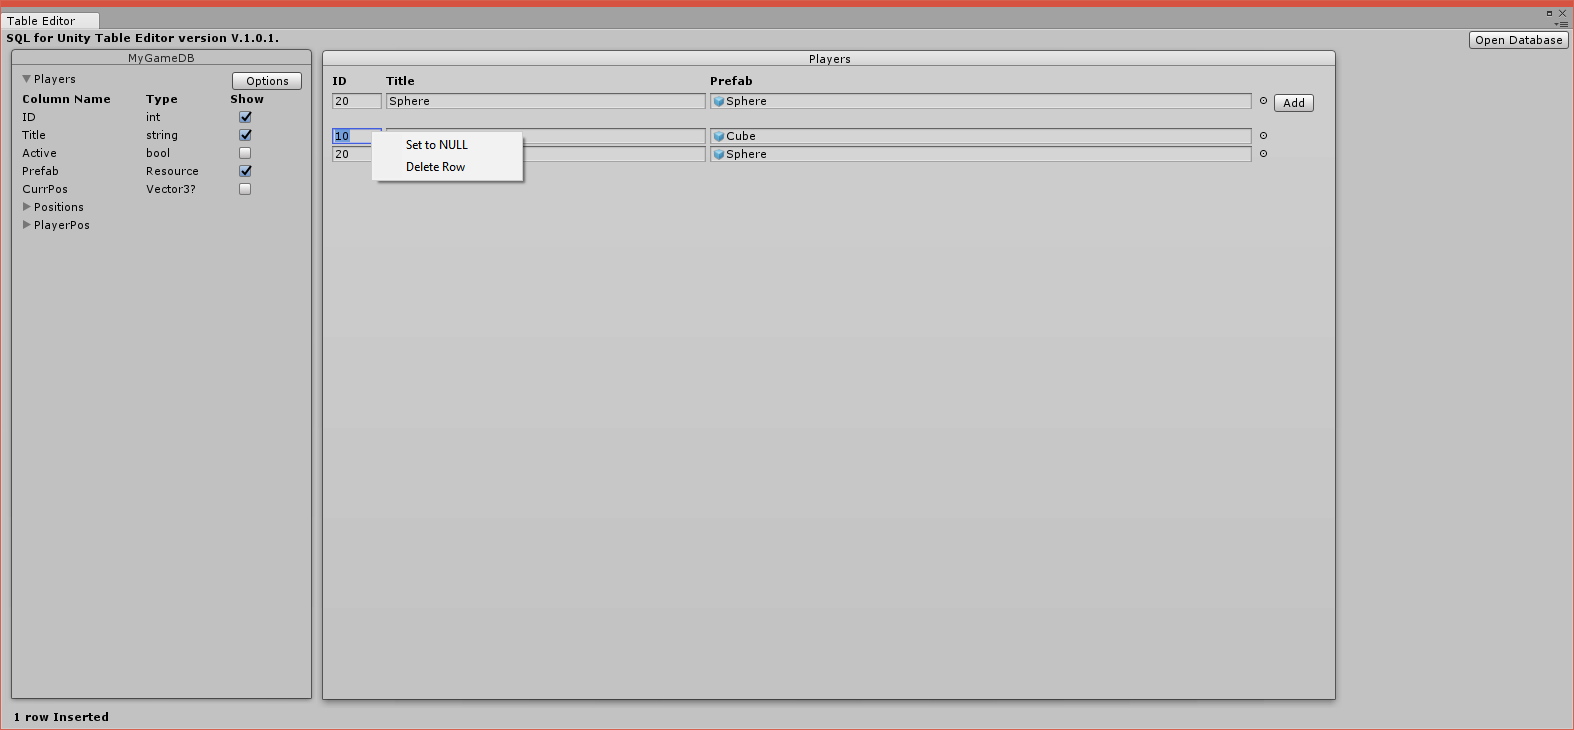 Table Editor
SQL for Unity Table Editor version V.1.0.1.
Open Database
MyGameDB
Players
Options
Column Name Type Show
ID int
Title string
Active bool
Prefab Resource
CurrPos Vector3?
Positions
PlayerPos
Players
ID Title Prefab
20 Sphere Sphere Add
10 Cube
20 Sphere
Set to NULL
Delete Row
1 row Inserted